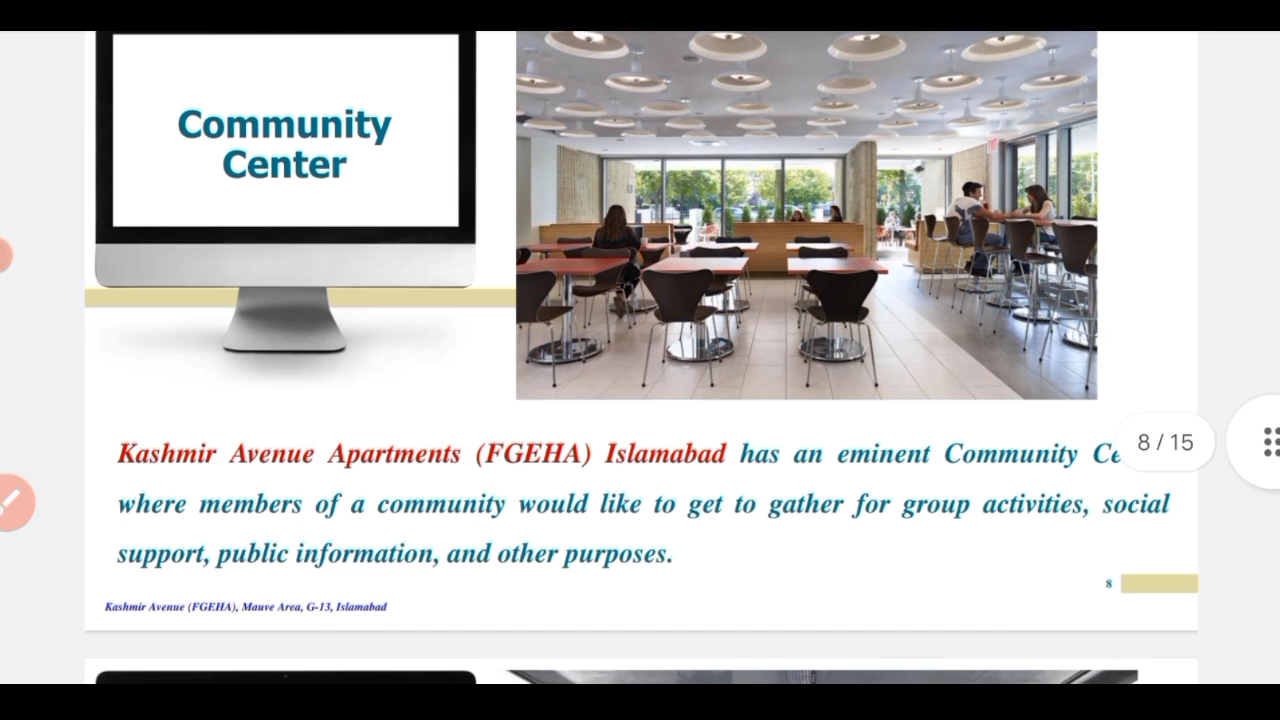 Community
Center
Kashmir Avenue Apartments (FGEHA) Islamabad has an eminent Community
8 / 15
where members of a community would like to get to gather for group activities, social
support, public information, and other purposes.
8
Kashmir Avenue (FGEHA), Mauve Area, G-13, Islamabad